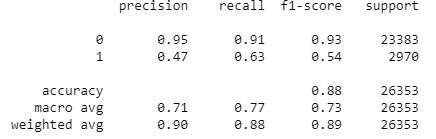 precision recall f1-score support
0 0.95 0.91 0.93 23383
1 0.47 0.63 0.54 2970
accuracy 0.88 26353
macro avg 0.71 0.77 0.73 26353
weighted avg 0.90 0.88 0.89 26353